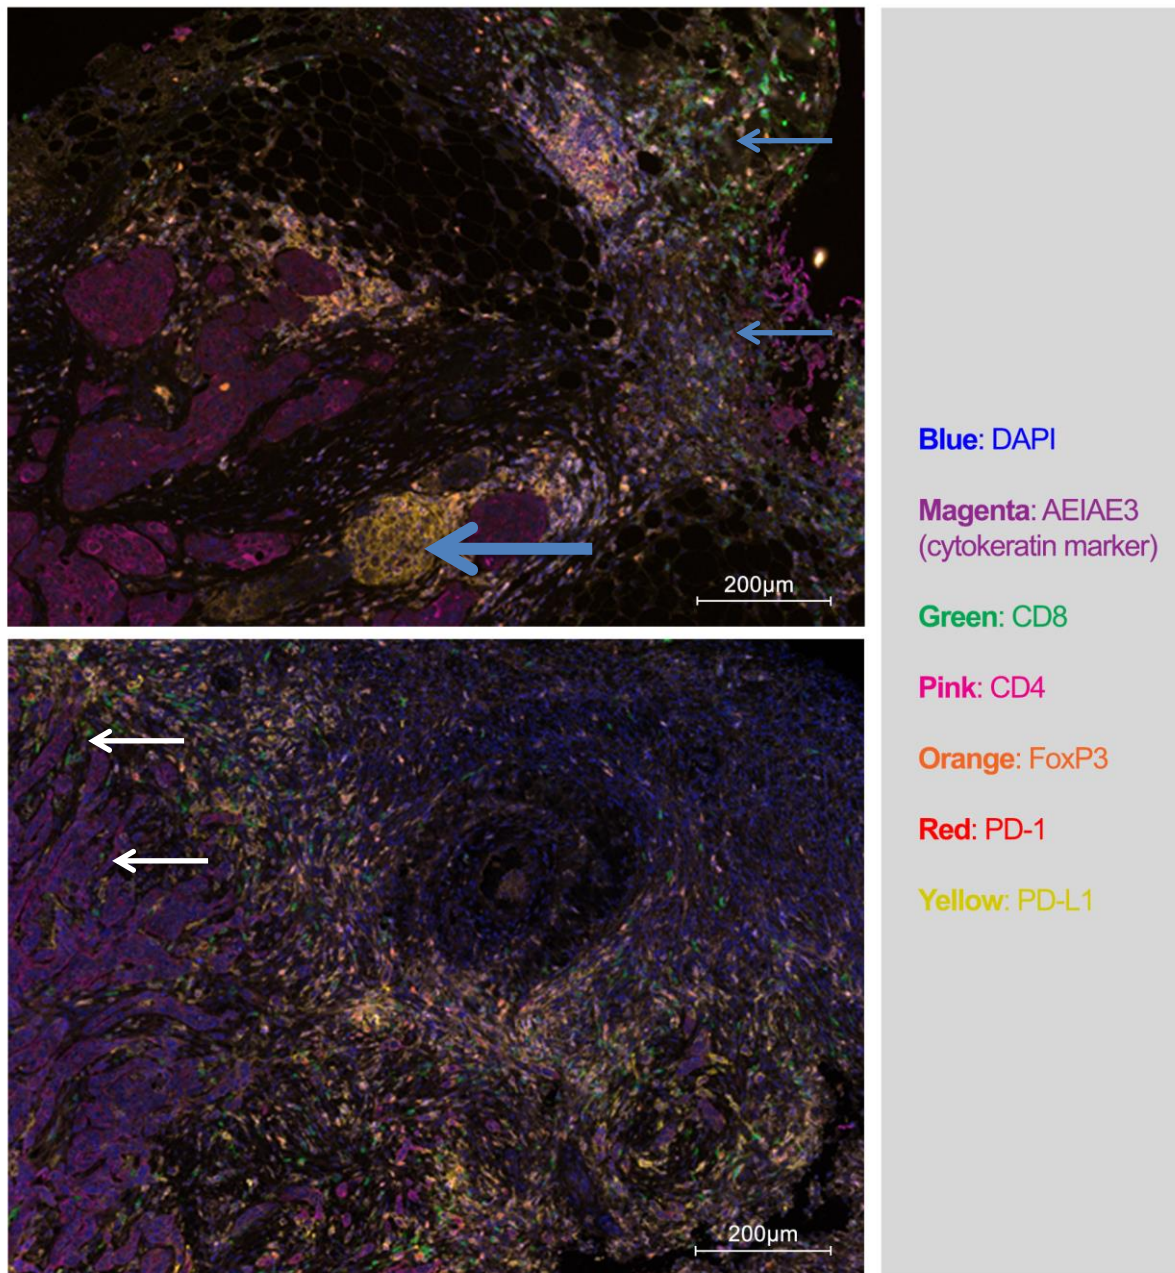 200µm
Blue: DAPI
Magenta: AEIAE3
(cytokeratin marker)
Green: CD8
Pink: CD4
Orange: FoxP3
Red: PD-1
Yellow: PD-L1
200µm